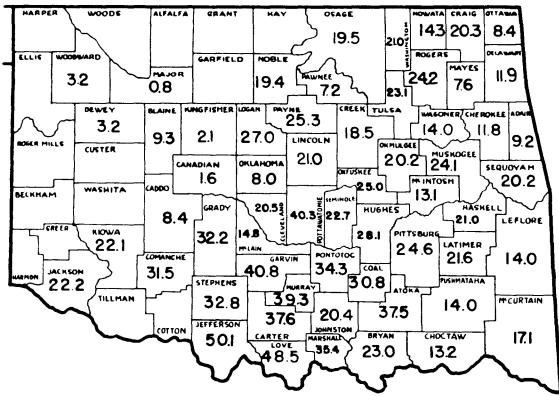 HARPER WOODS ALFALFA GRANT KAY OSAGE NOWATA CRAIG OTTAWA
19.5 21.0 WASHINGTON 14.3 20.3 8.4
ELLIS WOODWARD MAJOR GARFIELD NOBLE PAWNEE ROGERS MAYES DELAWARE
3.2 0.8 19.4 7.2 23.1 24.2 7.6 11.9
DEWEY BLAINE KINGFISHER LOGAN PAYNE CREEK TULSA WAGONER CHEROKEE ADAIR
3.2 9.3 2.1 27.0 25.3 18.5 14.0 11.8 9.2
ROGER MILLS CUSTER LINCOLN OKMULGEE MUSKOGEE
21.0 20.2 24.1
CANADIAN OKLAHOMA OKFUSKEE McINTOSH SEQUOYAH
1.6 8.0 25.0 13.1 20.2
BECKHAM WASHITA CADDO GRADY CLEVELAND POTTAWATOMIE SEMINOLE HUGHES HASKELL LEFLORE
8.4 32.2 20.5 40.3 22.7 28.1 21.0 14.0
GREER KIOWA McLAIN PITTSBURG LATIMER
22.1 14.8 24.6 21.6
HARMON JACKSON COMANCHE GARVIN PONTOTOC COAL PUSHMATAHA
22.2 31.5 40.8 34.3 30.8 14.0
TILLMAN STEPHENS MURRAY ATOKA McCURTAIN
32.8 39.3 37.5 17.1
COTTON JEFFERSON CARTER JOHNSTON
50.1 37.6 20.4
LOVE MARSHALL BRYAN CHOCTAW
48.5 35.4 23.0 13.2